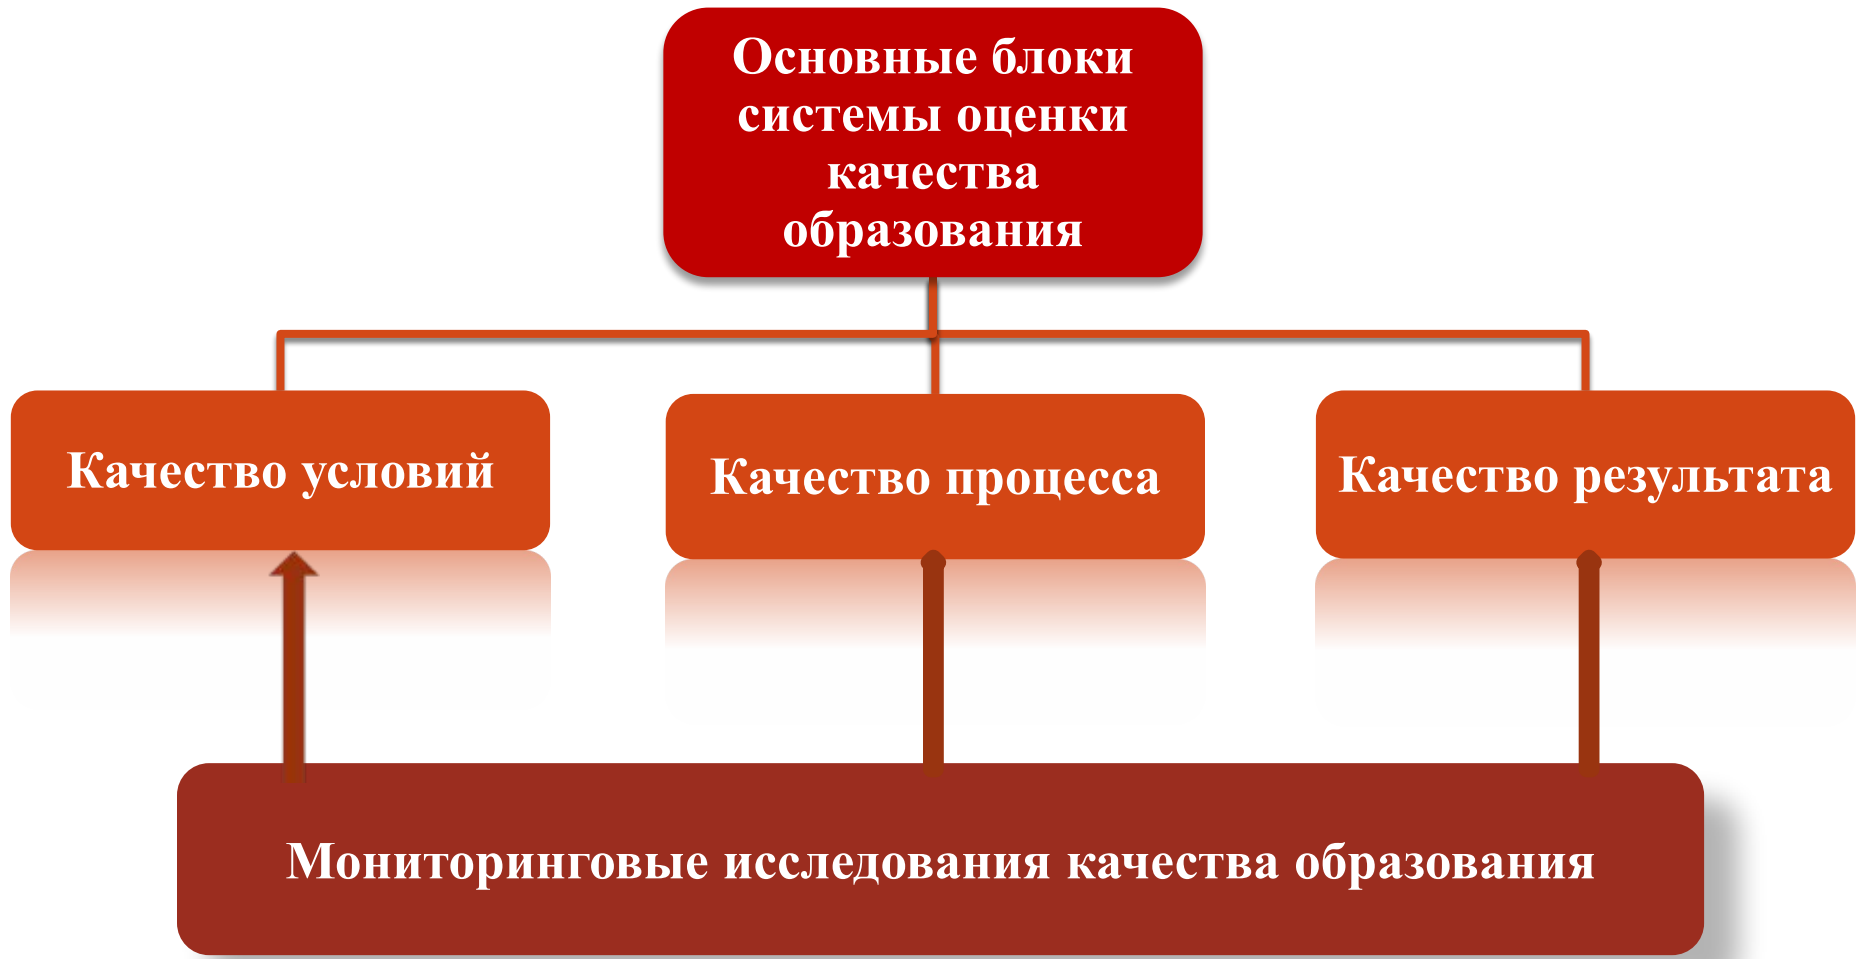 Основные блоки
системы оценки
качества
образования
Качество условий
Качество процесса
Качество результата
Мониторинговые исследования качества образования